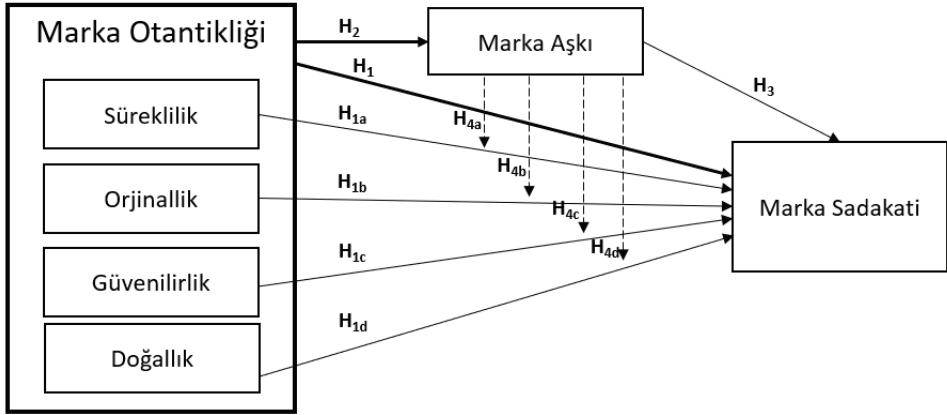 Marka Otantikliği
Süreklilik
Orjinallik
Güvenilirlik
Doğallık
H2
H1
H1a
H1b
H1c
H1d
Marka Aşkı
H4a
H4b
H4c
H4d
H3
Marka Sadakati